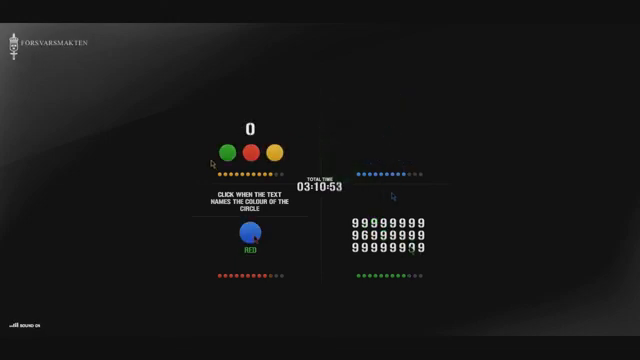 FÖRSVARSMAKTEN
0
TOTAL TIME
03:10:53
CLICK WHEN THE TEXT
NAMES THE COLOUR OF THE
CIRCLE
RED
99999999
96999999
99999999
SOUND ON